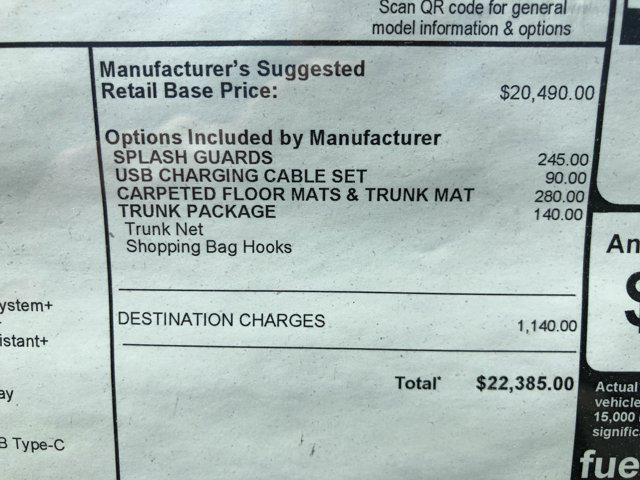 Scan QR code for general
model information & options
Manufacturer's Suggested
Retail Base Price: $20,490.00
Options Included by Manufacturer
SPLASH GUARDS 245.00
USB CHARGING CABLE SET 90.00
CARPETED FLOOR MATS & TRUNK MAT 280.00
TRUNK PACKAGE 140.00
Trunk Net
Shopping Bag Hooks
DESTINATION CHARGES 1,140.00
Total* $22,385.00
ystem+
istant+
ay
B Type-C
An
$
Actual
vehicle
15,000
signific
fue